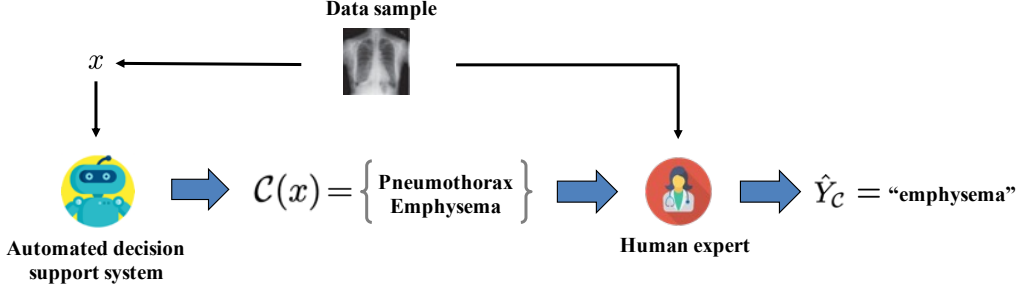 Data sample
x
C(x) = { Pneumothorax
Emphysema }
Ŷ_C = “emphysema”
Automated decision
support system
Human expert